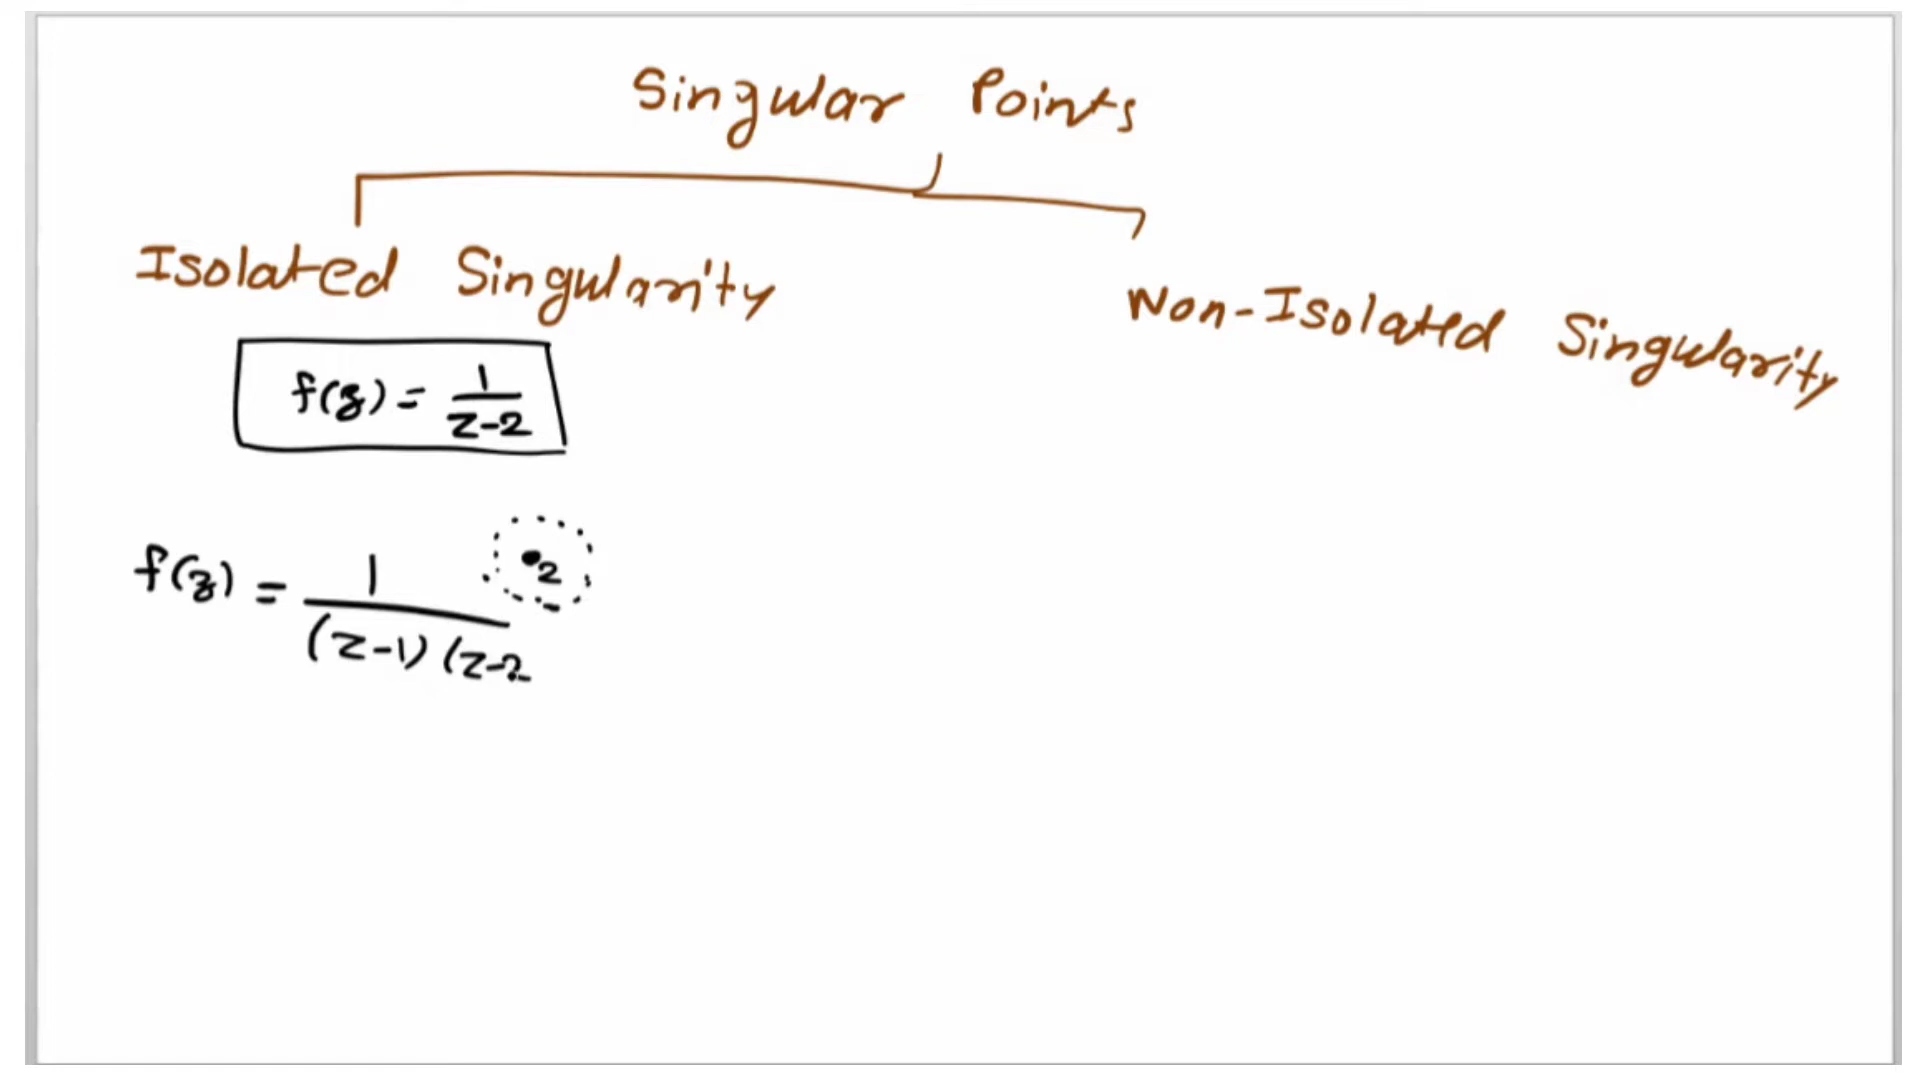 Singular Points
Isolated Singularity
Non-Isolated Singularity
f(z) = 1/(z-2)
•2
f(z) = 1/((z-1)(z-2